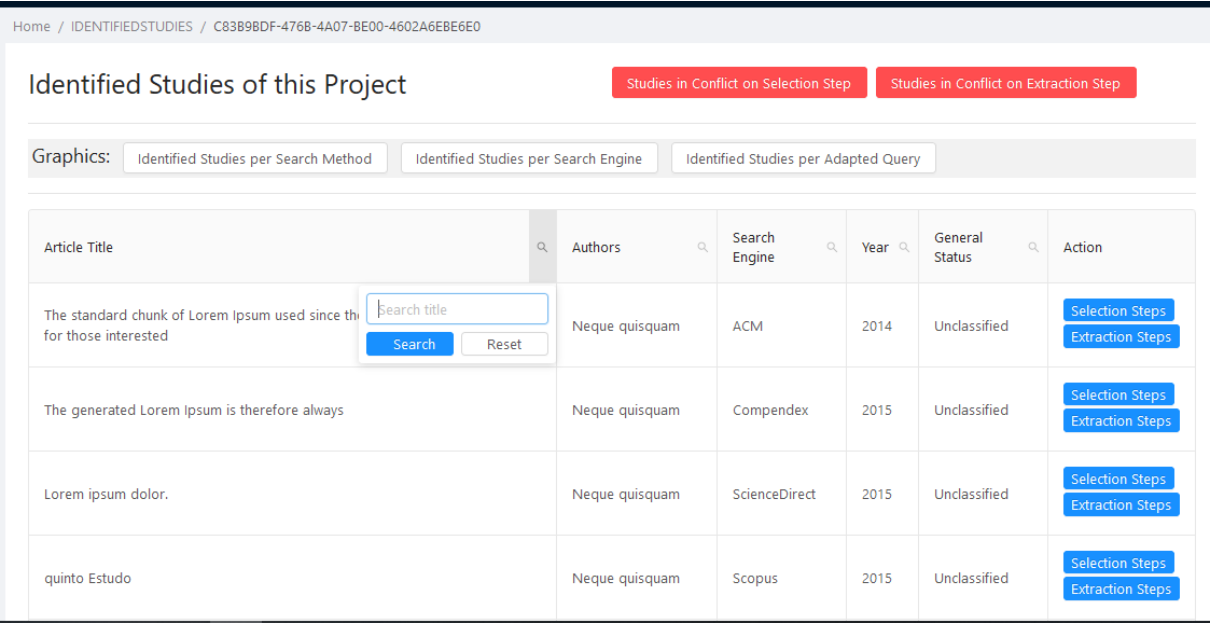 Home / IDENTIFIEDSTUDIES / C83B9BDF-476B-4A07-BE00-4602A6EBE6E0
Identified Studies of this Project
Studies in Conflict on Selection Step
Studies in Conflict on Extraction Step
Graphics:
Identified Studies per Search Method
Identified Studies per Search Engine
Identified Studies per Adapted Query
Article Title
Authors
Search
Engine
Year
General
Status
Action
The standard chunk of Lorem Ipsum used since the
for those interested
Search title
Search
Reset
Neque quisquam
ACM
2014
Unclassified
Selection Steps
Extraction Steps
The generated Lorem Ipsum is therefore always
Neque quisquam
Compendex
2015
Unclassified
Selection Steps
Extraction Steps
Lorem ipsum dolor.
Neque quisquam
ScienceDirect
2015
Unclassified
Selection Steps
Extraction Steps
quinto Estudo
Neque quisquam
Scopus
2015
Unclassified
Selection Steps
Extraction Steps